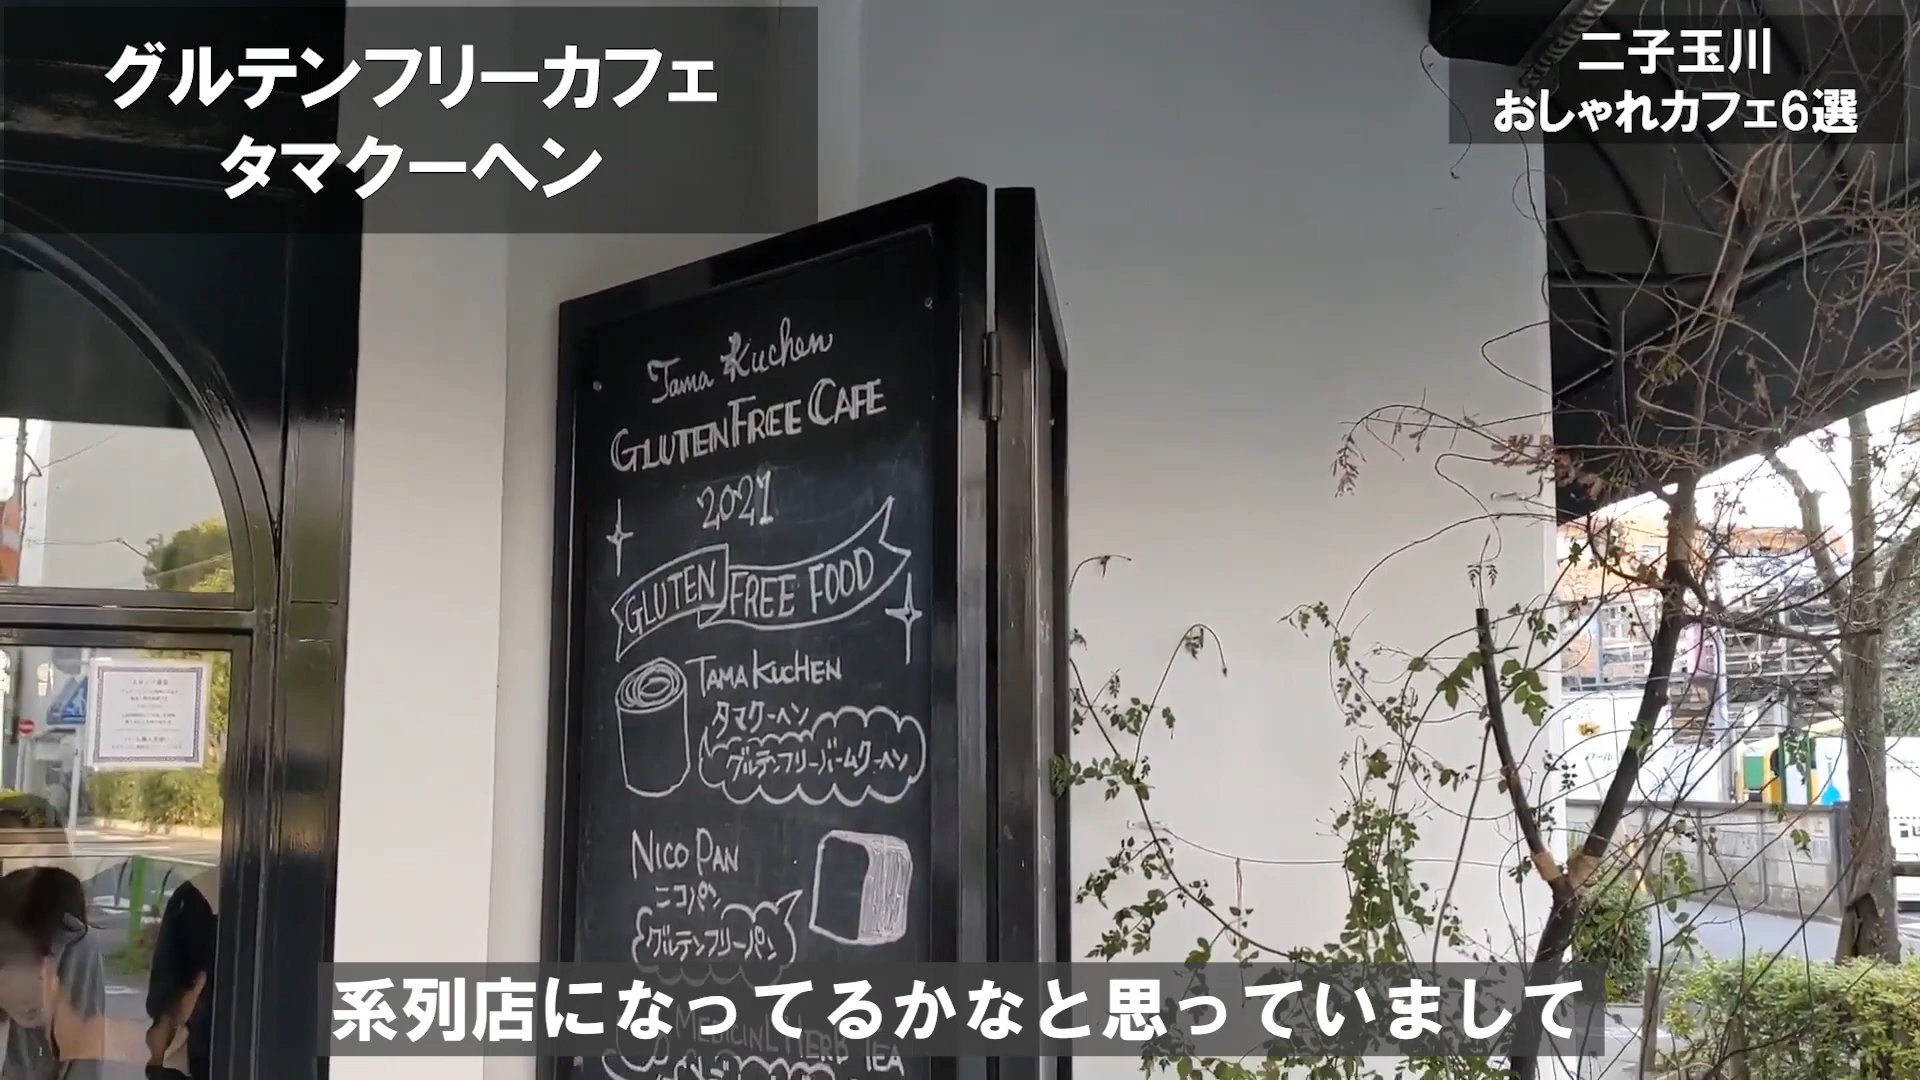 グルテンフリーカフェ
タマクーヘン
二子玉川
おしゃれカフェ6選
Tama Kuchen
GLUTEN FREE CAFE
2021
GLUTEN FREE FOOD
TAMA KUCHEN
タマクーヘン
グルテンフリーバームクーヘン
NICO PAN
ニコパン
グルテンフリーパン
系列店になってるかなと思っていまして
HERB TEA